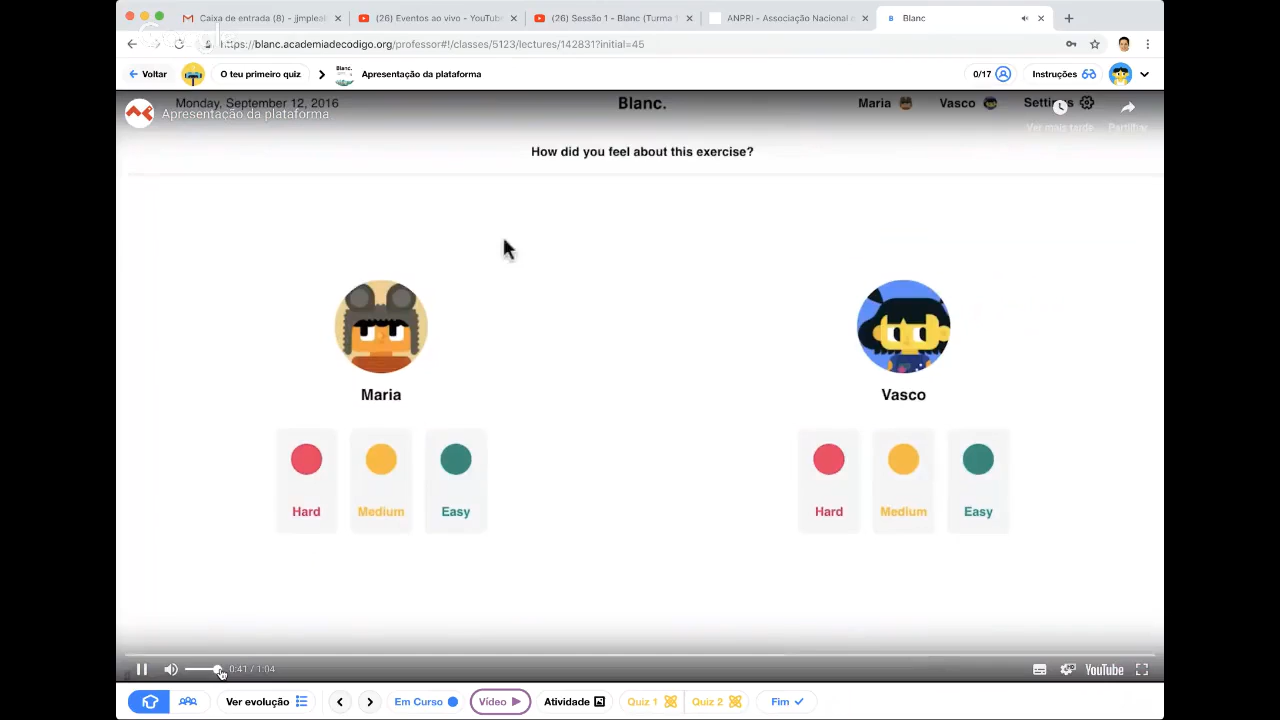 Caixa de entrada (8) - jjmpleal
(26) Eventos ao vivo - YouTube
(26) Sessão 1 - Blanc (Turma 1
ANPRI - Associação Nacional
Blanc
https://blanc.academiadecodigo.org/professor#!/classes/5123/lectures/142831?initial=45
Voltar
O teu primeiro quiz
Blanc.
Apresentação da plataforma
0/17
Instruções
Monday, September 12, 2016
Blanc.
Maria
Vasco
Settings
Apresentação da plataforma
Ver mais tarde
Partilhar
How did you feel about this exercise?
Maria
Vasco
Hard
Medium
Easy
Hard
Medium
Easy
0:41 / 1:04
HD
YouTube
Ver evolução
Em Curso
Vídeo
Atividade
Quiz 1
Quiz 2
Fim